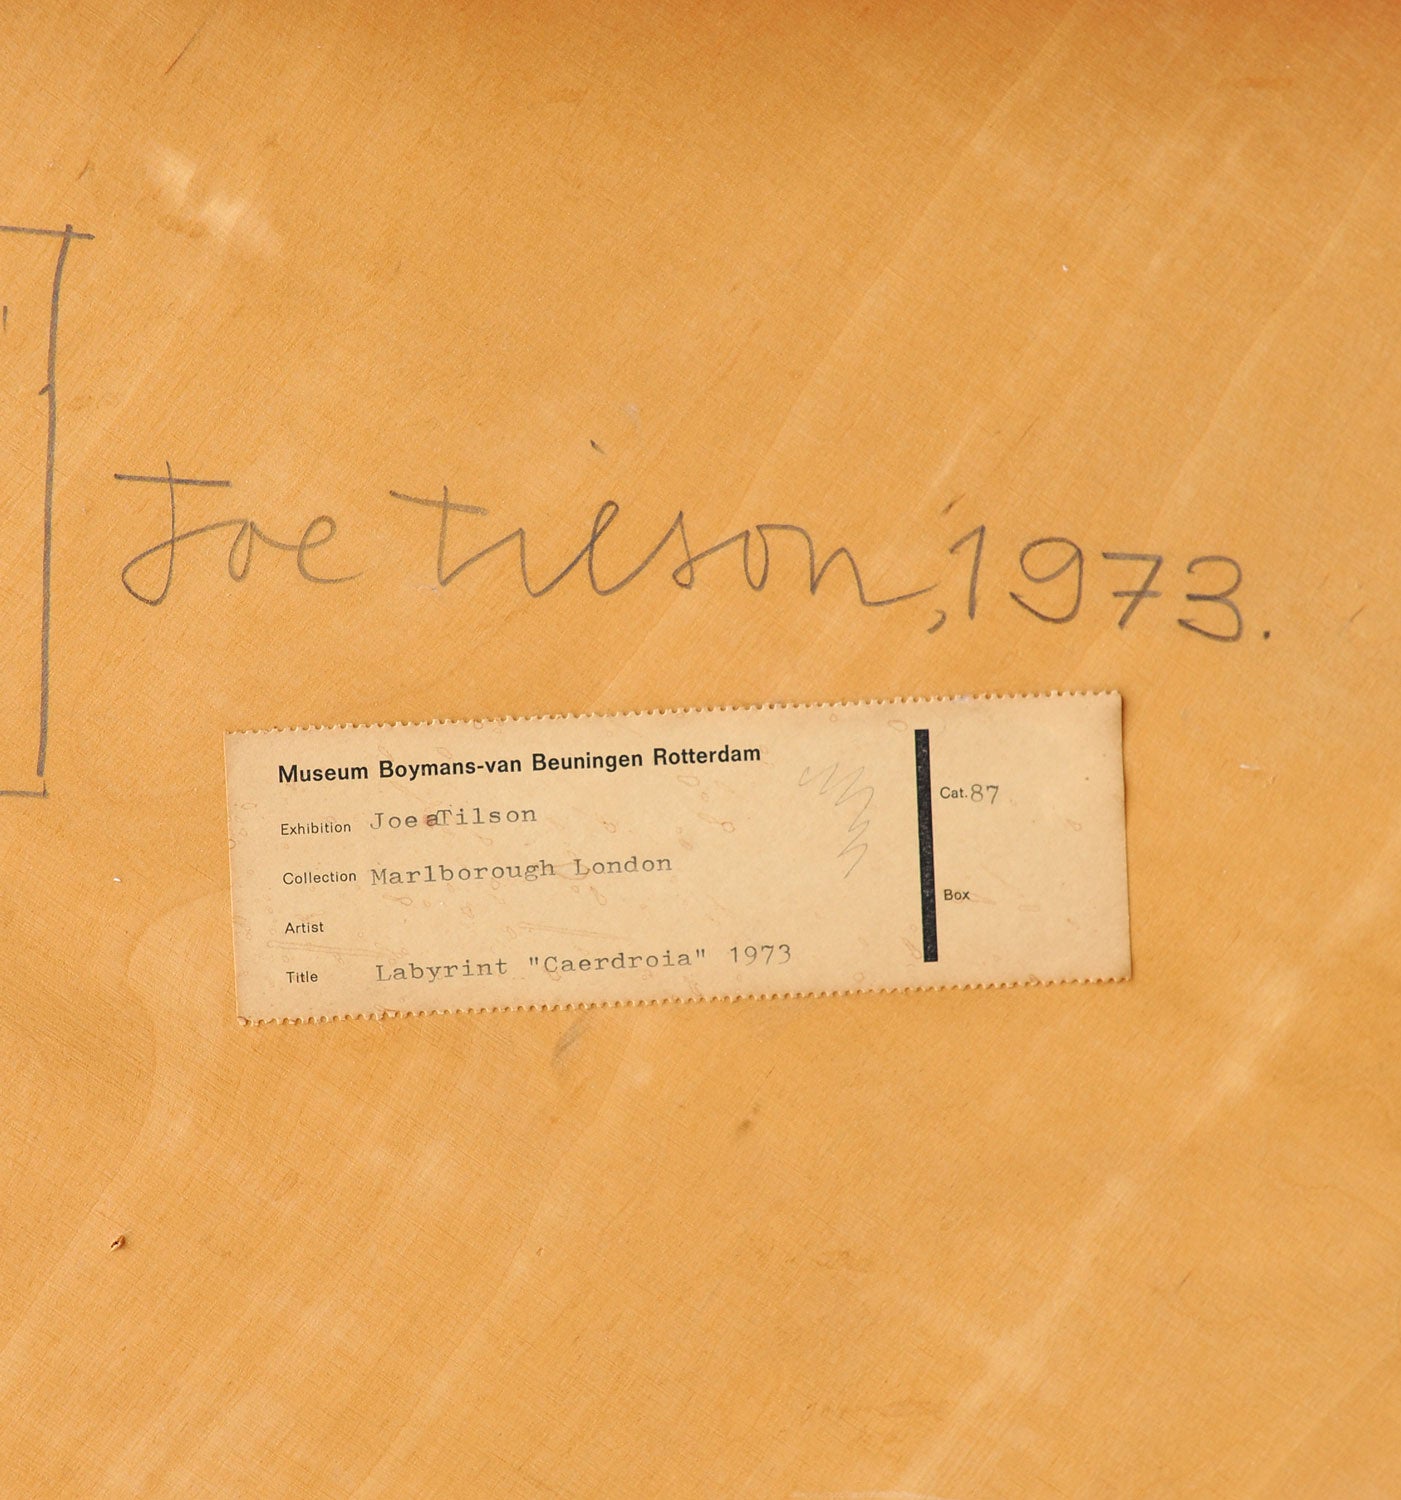 Joe Tilson, 1973.
Museum Boymans-van Beuningen Rotterdam
Exhibition Joe Tilson
Collection Marlborough London
Artist
Title Labyrint "Caerdroia" 1973
Cat. 87
Box